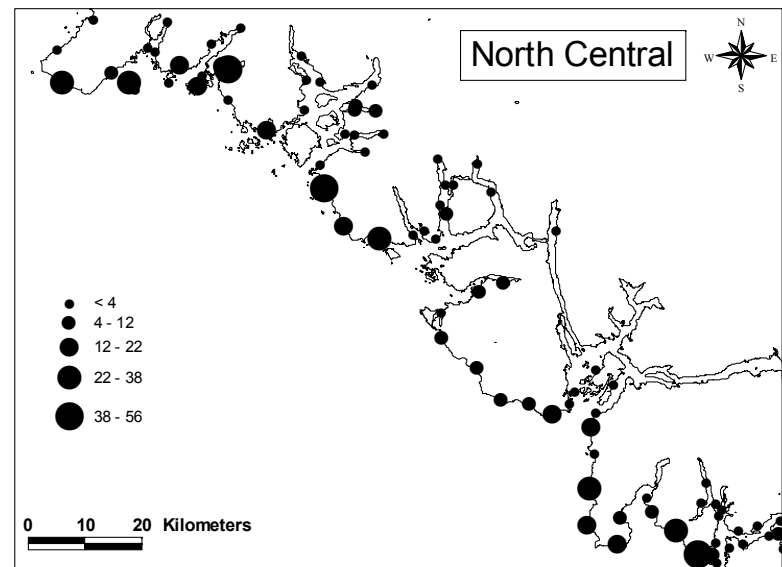 North Central
N
W E
S
< 4
4 - 12
12 - 22
22 - 38
38 - 56
0 10 20 Kilometers